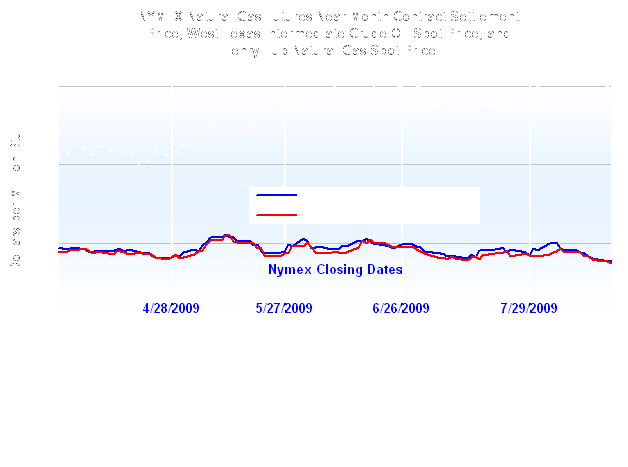 NYMEX Natural Gas Futures Near-Month Contract Settlement
Price, West Texas Intermediate Crude Oil Spot Price, and
Henry Hub Natural Gas Spot Price
Nymex Closing Dates
4/28/2009 5/27/2009 6/26/2009 7/29/2009